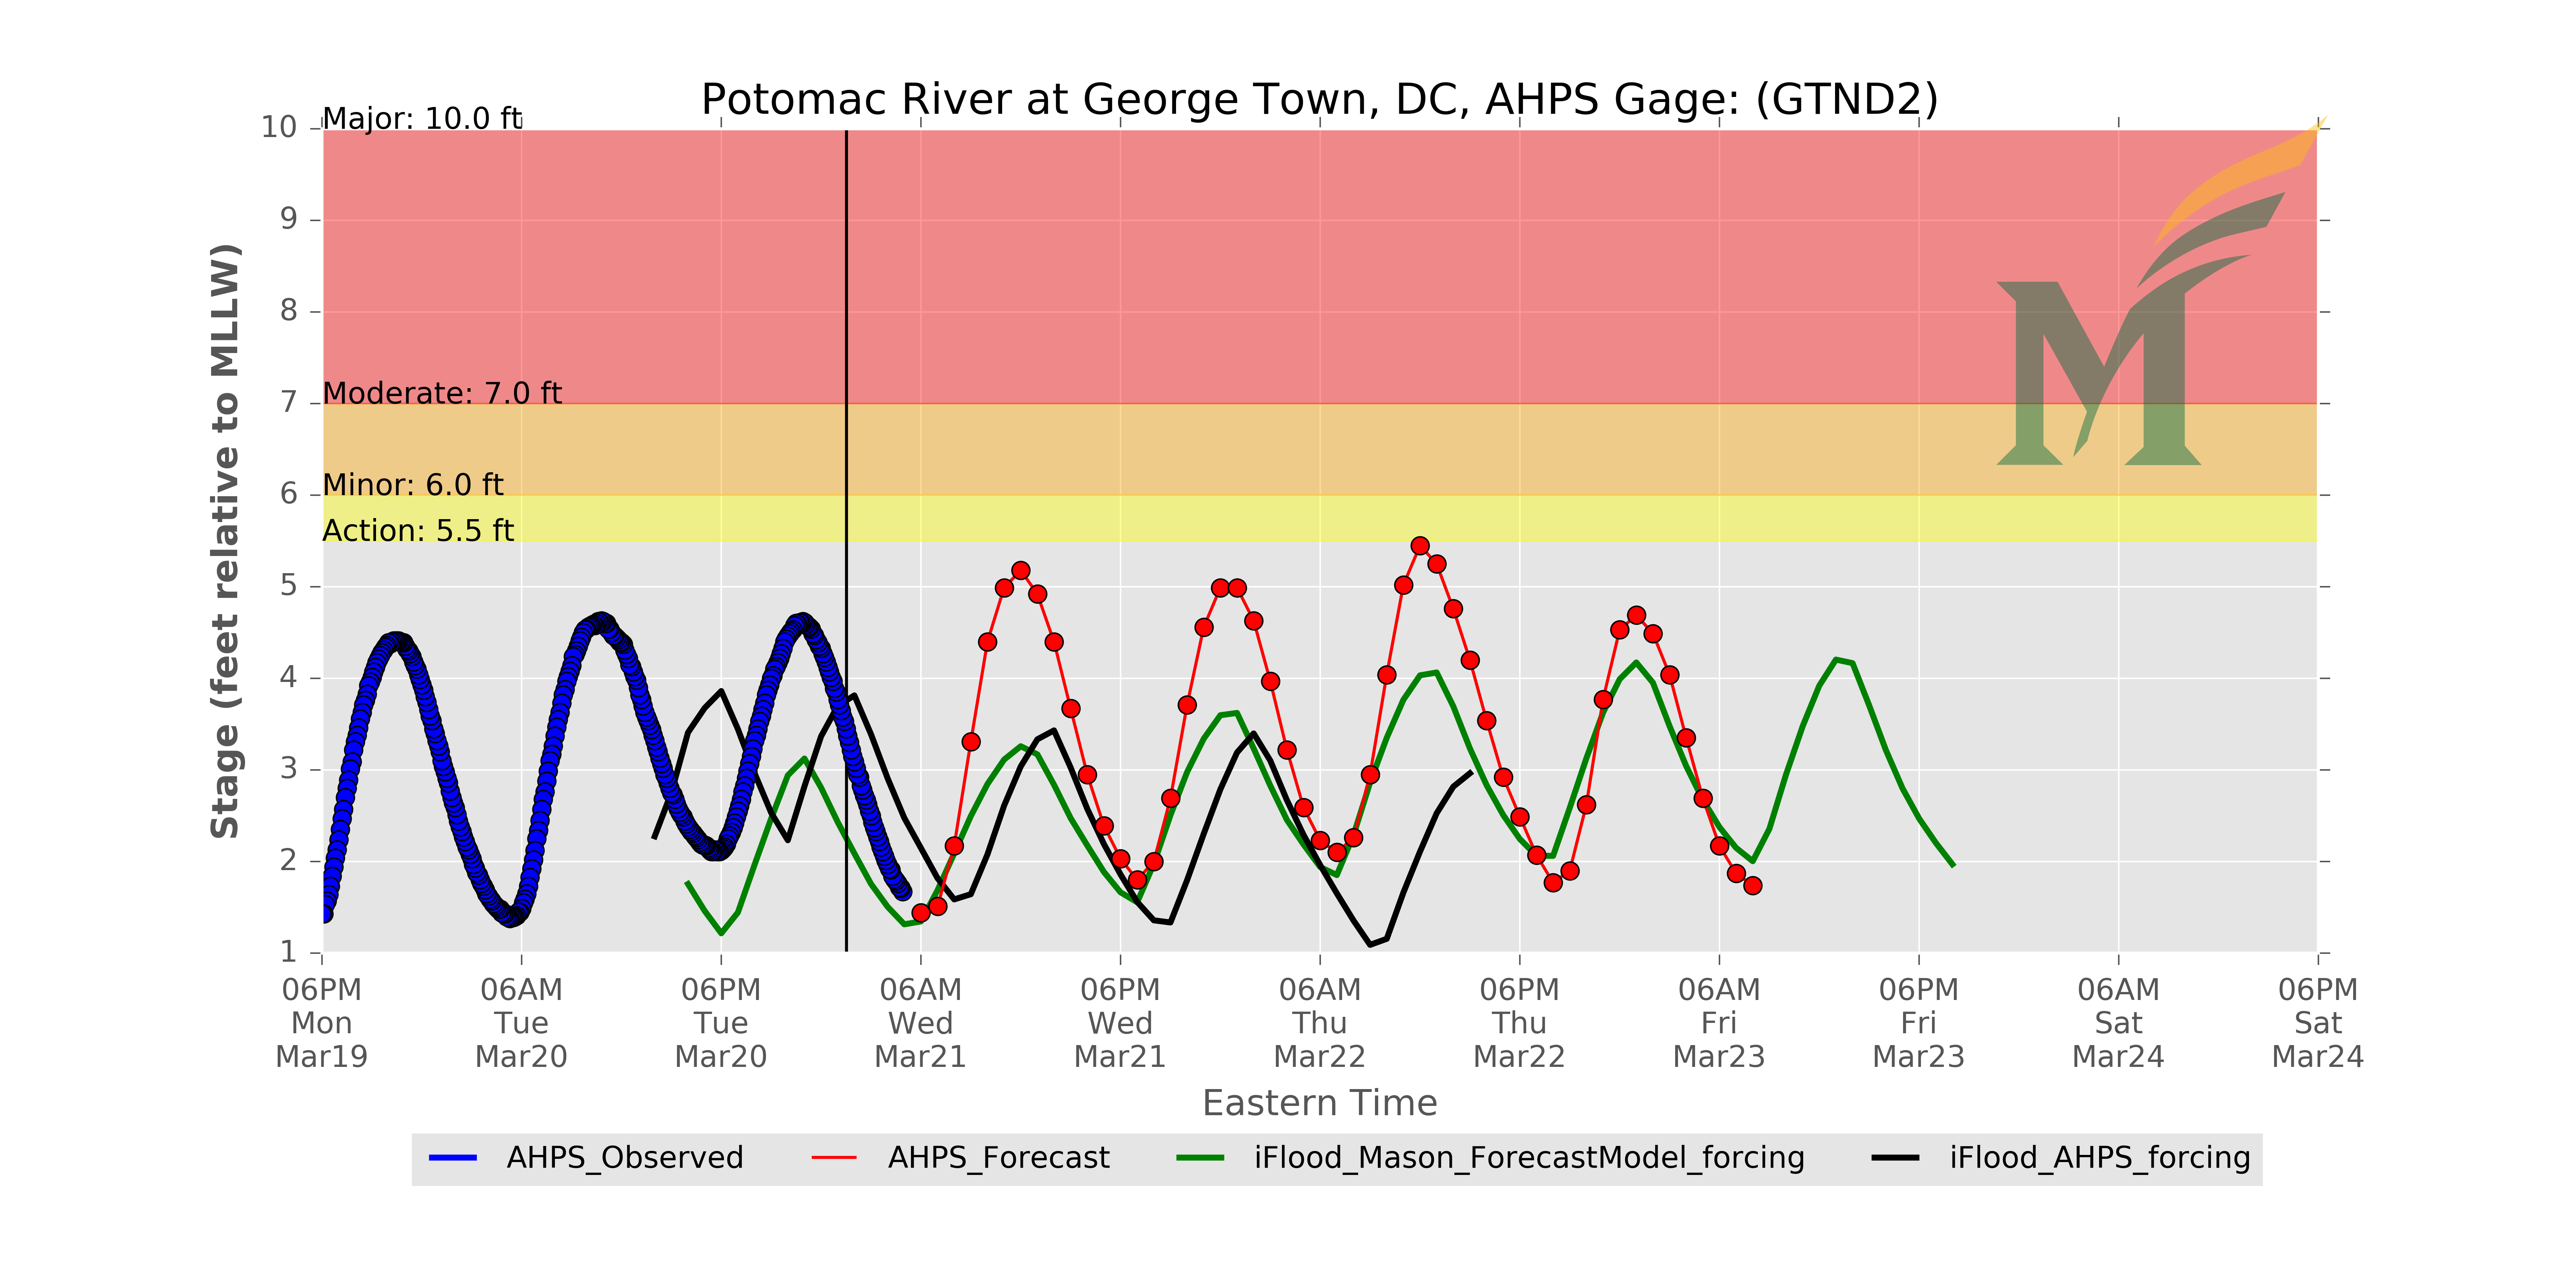 Potomac River at George Town, DC, AHPS Gage: (GTND2)
Major: 10.0 ft
Moderate: 7.0 ft
Minor: 6.0 ft
Action: 5.5 ft
Stage (feet relative to MLLW)
10
9
8
7
6
5
4
3
2
1
M
06PM 06AM 06PM 06AM 06PM 06AM 06PM 06AM 06PM 06AM 06PM
Mon Tue Tue Wed Wed Thu Thu Fri Fri Sat Sat
Mar19 Mar20 Mar20 Mar21 Mar21 Mar22 Mar22 Mar23 Mar23 Mar24 Mar24
Eastern Time
AHPS_Observed AHPS_Forecast iFlood_Mason_ForecastModel_forcing iFlood_AHPS_forcing